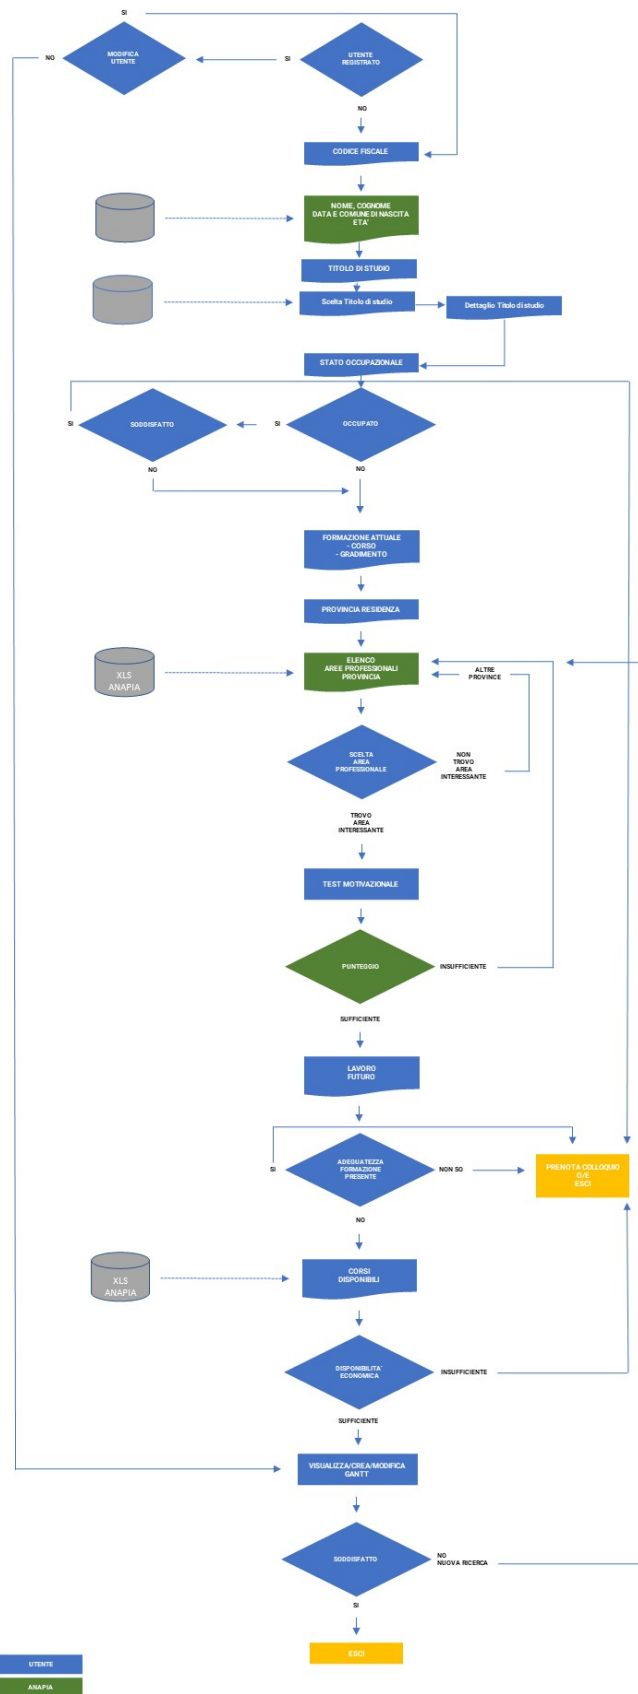 SI
NO
MODIFICA
UTENTE
SI
UTENTE
REGISTRATO
NO
CODICE FISCALE
NOME, COGNOME
DATA E COMUNE DI NASCITA
ETA'
TITOLO DI STUDIO
Scelta Titolo di studio
Dettaglio Titolo di studio
STATO OCCUPAZIONALE
SI
SODDISFATTO
SI
OCCUPATO
NO
NO
FORMAZIONE ATTUALE
- CORSO
- GRADIMENTO
PROVINCIA RESIDENZA
XLS
ANAPIA
ELENCO
AREE PROFESSIONALI
PROVINCIA
ALTRE
PROVINCE
SCELTA
AREA
PROFESSIONALE
NON
TROVO
AREA
INTERESSANTE
TROVO
AREA
INTERESSANTE
TEST MOTIVAZIONALE
PUNTEGGIO
INSUFFICIENTE
SUFFICIENTE
LAVORO
FUTURO
SI
ADEGUATEZZA
FORMAZIONE
PRESENTE
NON SO
PRENOTA COLLOQUIO
O/E
ESCI
NO
XLS
ANAPIA
CORSI
DISPONIBILI
DISPONIBILITA'
ECONOMICA
INSUFFICIENTE
SUFFICIENTE
VISUALIZZA/CREA/MODIFICA
GANTT
SODDISFATTO
NO
NUOVA RICERCA
SI
ESCI
UTENTE
ANAPIA